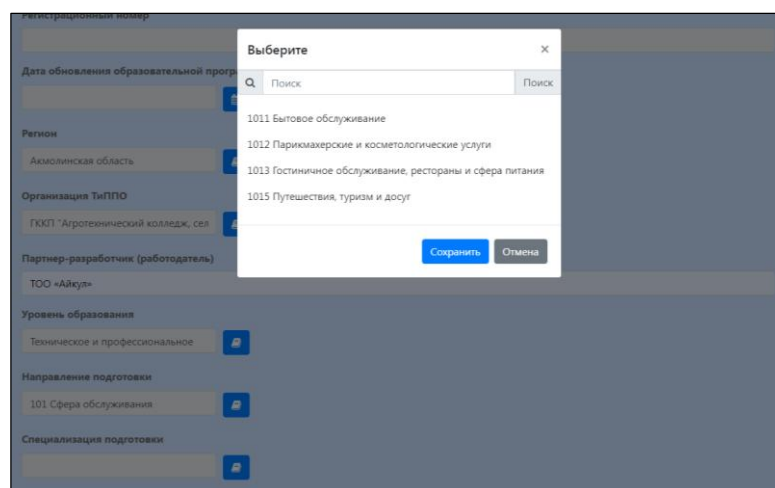 Регистрационный номер
Выберите ×
Дата обновления образовательной програ
Поиск Поиск
1011 Бытовое обслуживание
Регион
1012 Парикмахерские и косметологические услуги
Акмолинская область
1013 Гостиничное обслуживание, рестораны и сфера питания
Организация ТиППО
1015 Путешествия, туризм и досуг
ГККП "Агротехнический колледж, сел
Сохранить Отмена
Партнер-разработчик (работодатель)
ТОО «Айкул»
Уровень образования
Техническое и профессиональное
Направление подготовки
101 Сфера обслуживания
Специализация подготовки